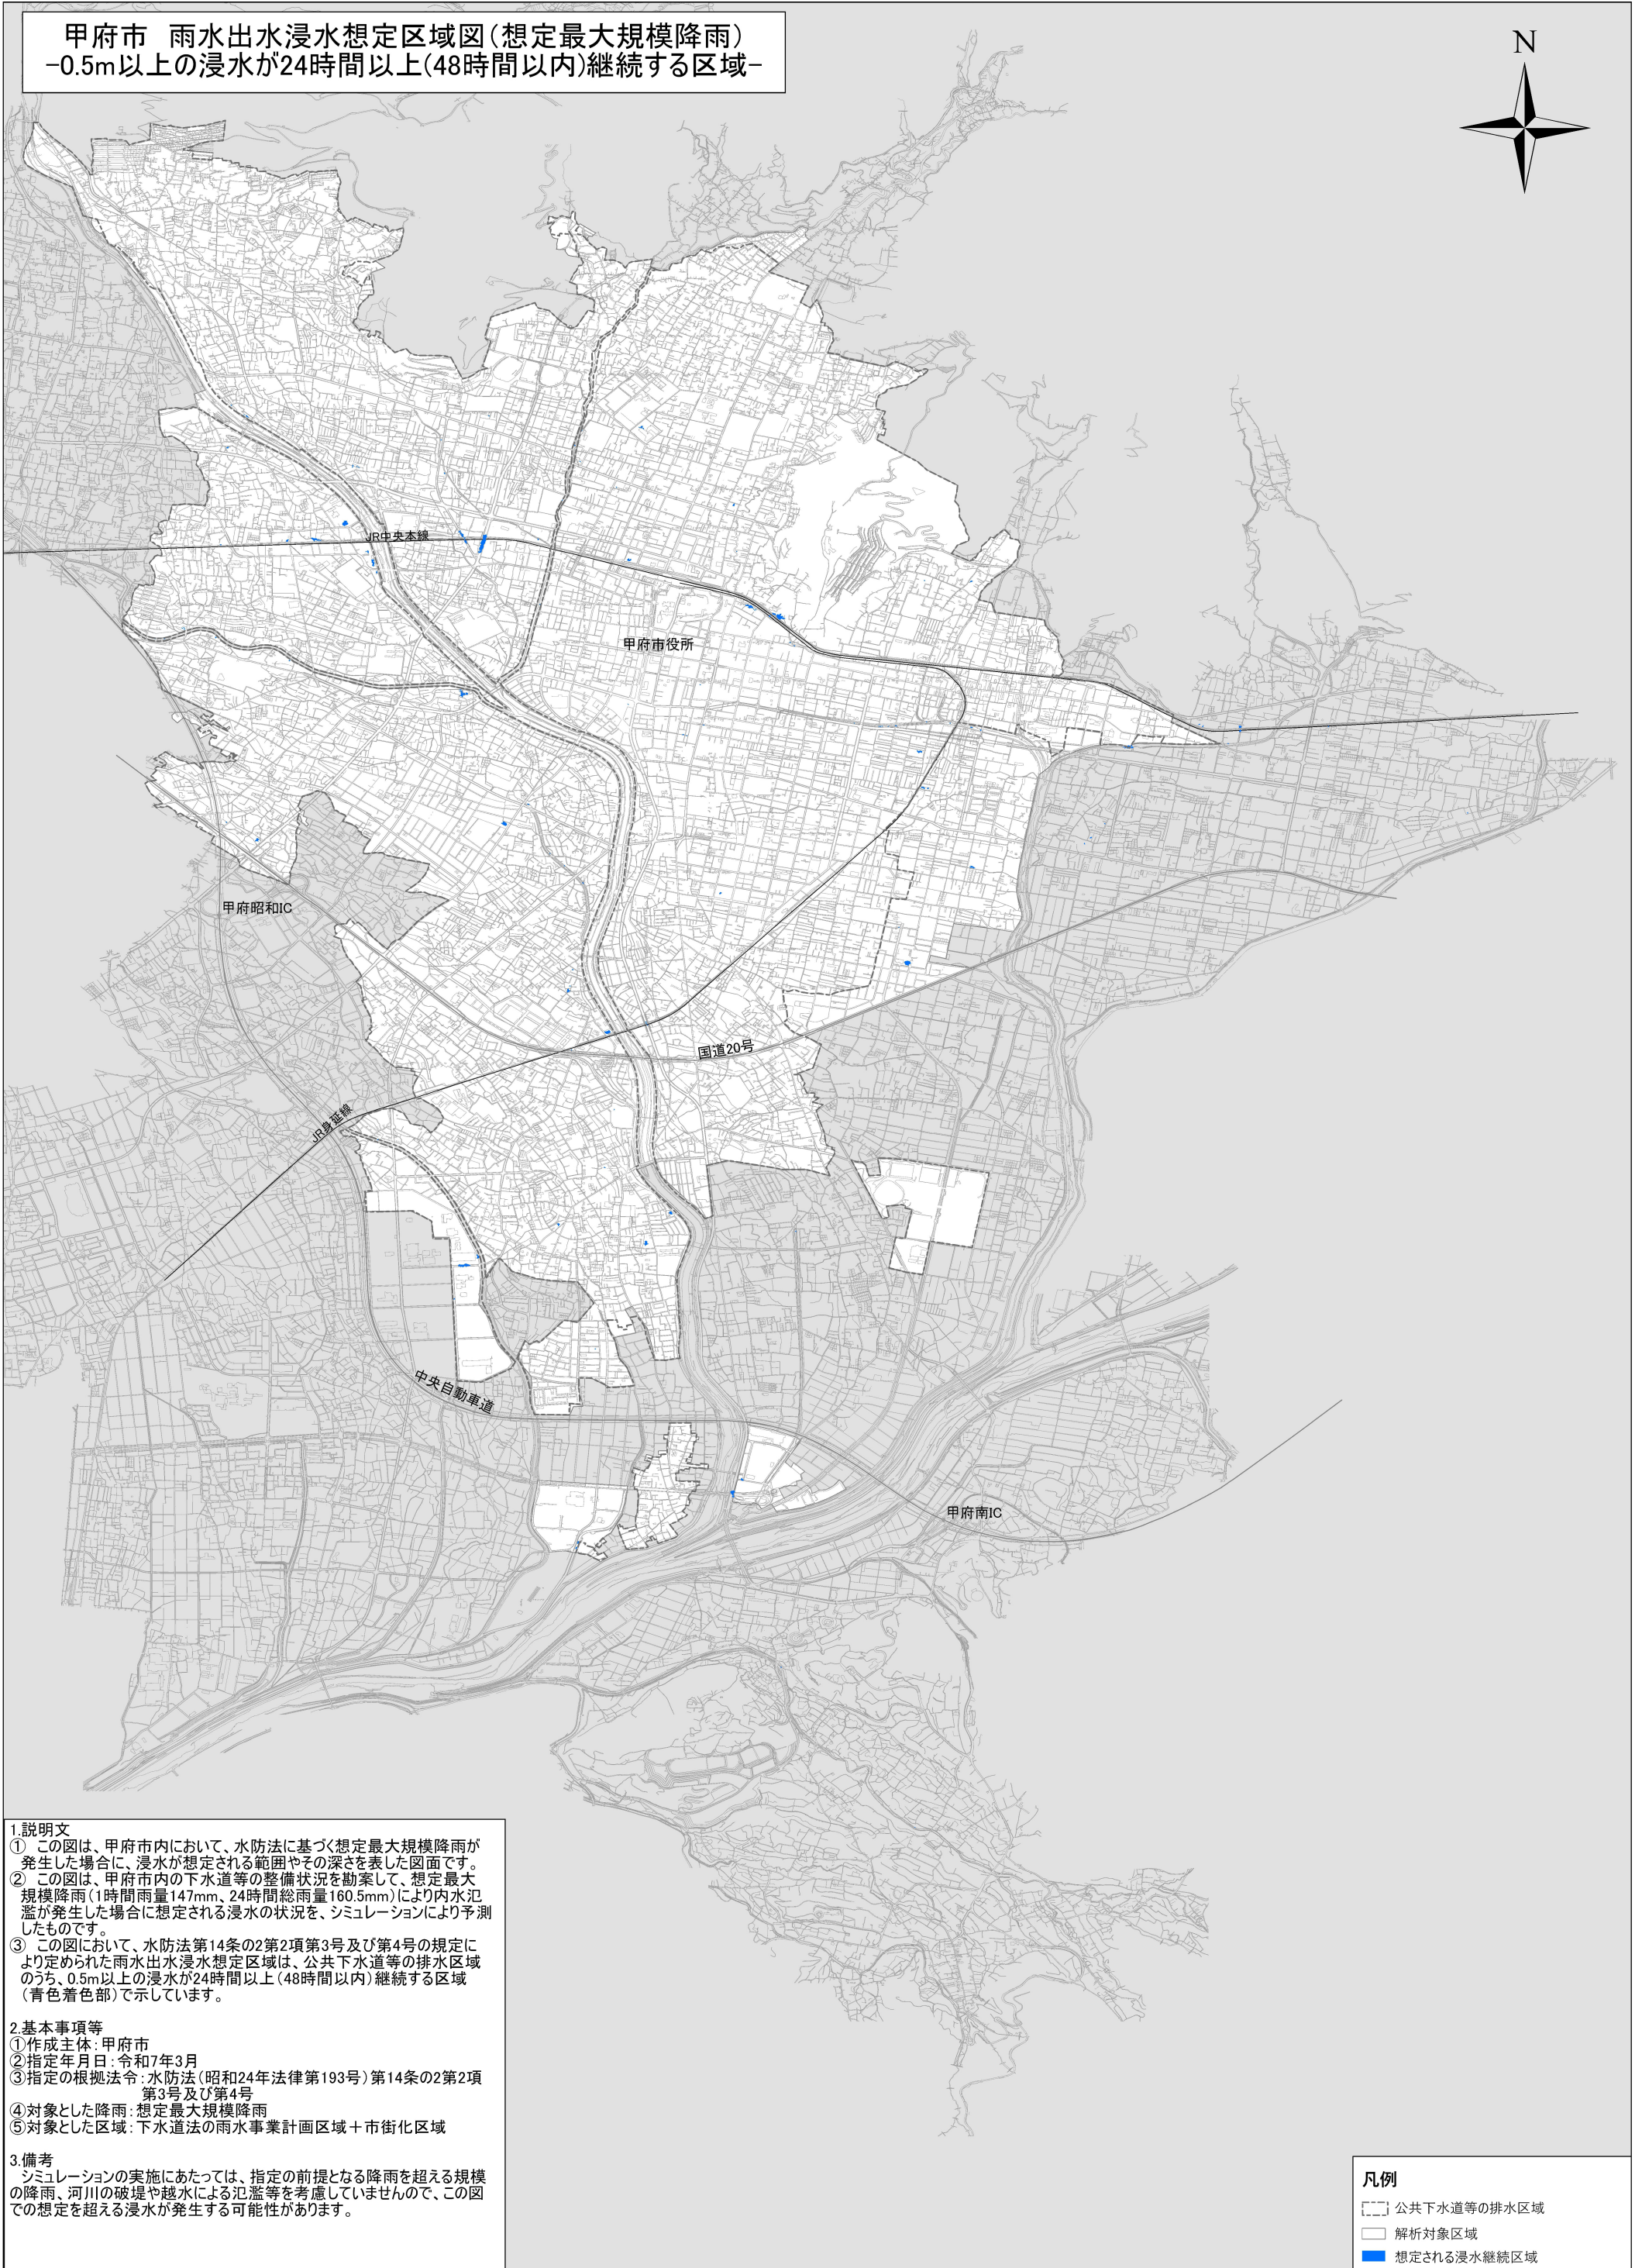 甲府市　雨水出水浸水想定区域図（想定最大規模降雨）
-0.5m以上の浸水が24時間以上(48時間以内)継続する区域-
N
JR中央本線
甲府市役所
甲府昭和IC
国道20号
JR身延線
中央自動車道
甲府南IC
1.説明文
①　この図は、甲府市内において、水防法に基づく想定最大規模降雨が
発生した場合に、浸水が想定される範囲やその深さを表した図面です。
②　この図は、甲府市内の下水道等の整備状況を勘案して、想定最大
規模降雨（1時間雨量147mm、24時間総雨量160.5mm）により内水氾
濫が発生した場合に想定される浸水の状況を、シミュレーションにより予測
したものです。
③　この図において、水防法第14条の2第2項第3号及び第4号の規定に
より定められた雨水出水浸水想定区域は、公共下水道等の排水区域
のうち、0.5m以上の浸水が24時間以上（48時間以内）継続する区域
（青色着色部）で示しています。
2.基本事項等
①作成主体：甲府市
②指定年月日：令和7年3月
③指定の根拠法令：水防法（昭和24年法律第193号）第14条の2第2項
第3号及び第4号
④対象とした降雨：想定最大規模降雨
⑤対象とした区域：下水道法の雨水事業計画区域＋市街化区域
3.備考
シミュレーションの実施にあたっては、指定の前提となる降雨を超える規模
の降雨、河川の破堤や越水による氾濫等を考慮していませんので、この図
での想定を超える浸水が発生する可能性があります。
凡例
公共下水道等の排水区域
解析対象区域
想定される浸水継続区域